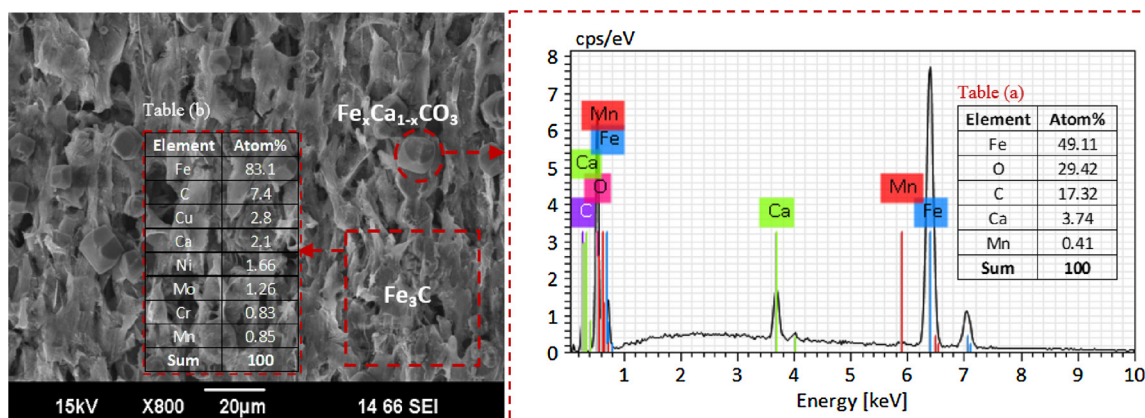 Table (b)
FexCa1-xCO3
Element Atom%
Fe 83.1
C 7.4
Cu 2.8
Ca 2.1
Ni 1.66
Mo 1.26
Cr 0.83
Mn 0.85
Sum 100
Fe3C
15kV X800 20μm 14 66 SEI
cps/eV
8
7
6
5
4
3
2
1
0
Mn
Fe
Ca
O
C
Ca
Mn
Fe
Table (a)
Element Atom%
Fe 49.11
O 29.42
C 17.32
Ca 3.74
Mn 0.41
Sum 100
1 2 3 4 5 6 7 8 9 10
Energy [keV]